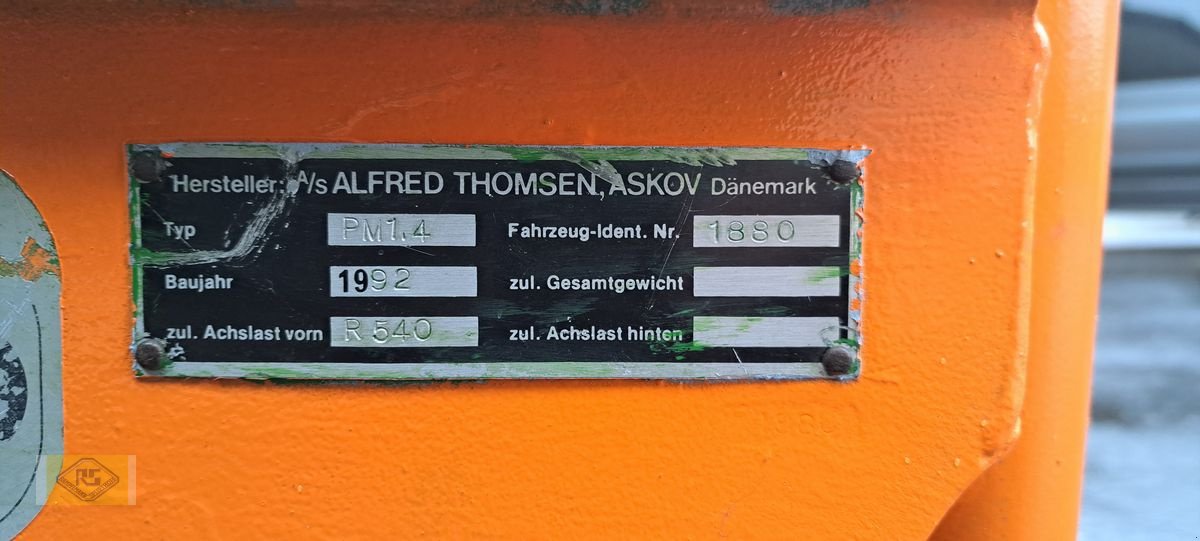 Hersteller: A/s ALFRED THOMSEN, ASKOV Dänemark
Typ PM1.4 Fahrzeug-Ident. Nr. 1880
Baujahr 1992 zul. Gesamtgewicht
zul. Achslast vorn R 540 zul. Achslast hinten